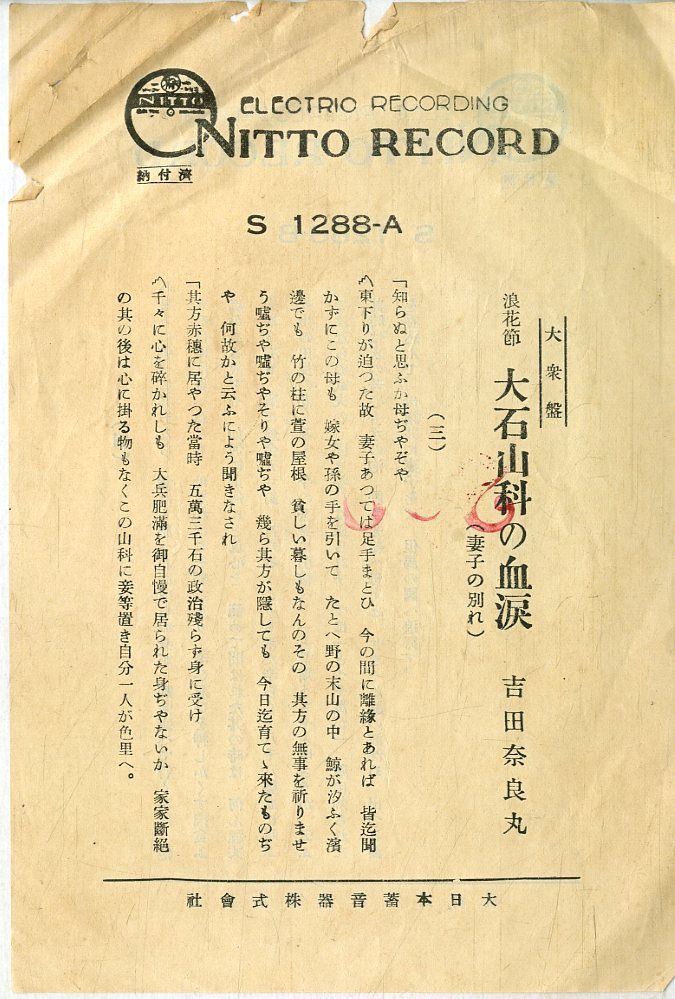 NITTO
ELECTRIC RECORDING
NITTO RECORD
納付濟
S 1288-A
大衆盤
浪花節 大石山科の血涙 吉田奈良丸
(妻子の別れ)
(三)
「知らぬと思ふか母ぢやぞや
〽東下りが迫つた故 妻子あつては足手まとひ 今の間に離緣とあれば 皆迄聞
かずにこの母も 嫁女や孫の手を引いて たとへ野の末山の中 鯨が汐ふく濱
邊でも 竹の柱に萱の屋根 貧しい暮しもなんのその 其方の無事を祈りませ
う噓ぢや噓ぢやそりや噓ぢや 幾ら其方が隱しても 今日迄育てゝ來たものぢ
や 何故かと云ふによう聞きなされ
「其方赤穗に居やつた當時 五萬三千石の政治殘らず身に受け
〽千々に心を碎かれしも 大兵肥滿を御自慢で居られた身ぢやないか 家家斷絕
の其の後は心に掛る物もなくこの山科に妾等置き自分一人が色里へ。
大日本蓄音器株式會社